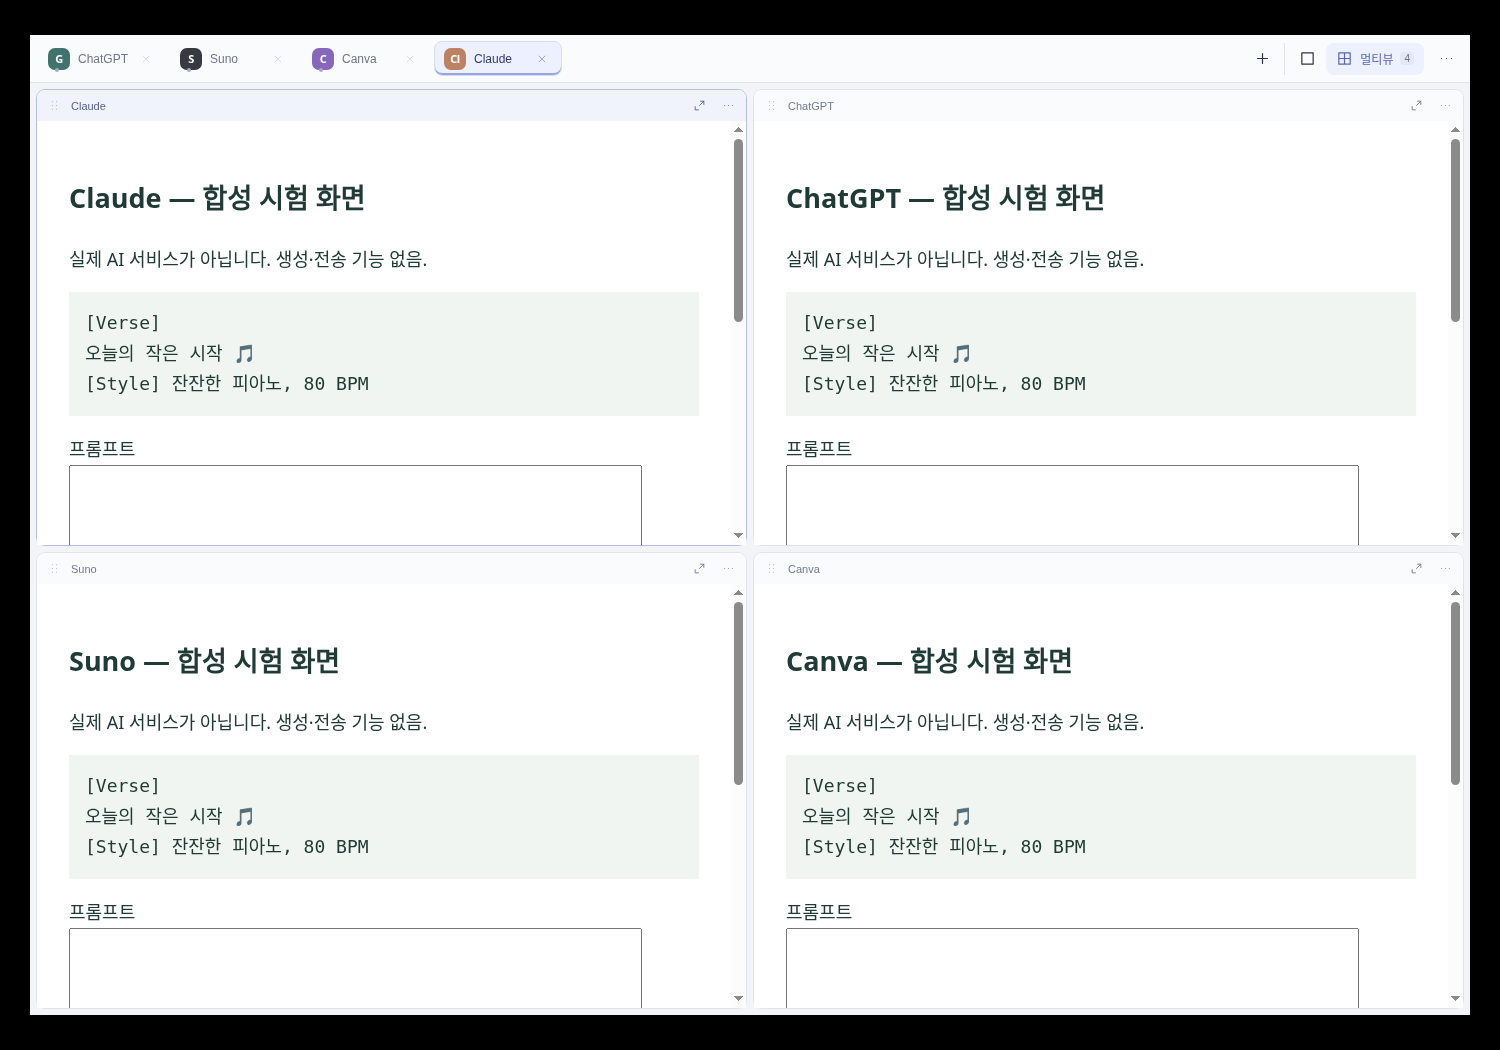 G ChatGPT ×
S Suno ×
C Canva ×
Cl Claude ×
+ 멀티뷰 4 ···
Claude ···
Claude — 합성 시험 화면
실제 AI 서비스가 아닙니다. 생성·전송 기능 없음.
[Verse]
오늘의 작은 시작 🎵
[Style] 잔잔한 피아노, 80 BPM
프롬프트
ChatGPT ···
ChatGPT — 합성 시험 화면
실제 AI 서비스가 아닙니다. 생성·전송 기능 없음.
[Verse]
오늘의 작은 시작 🎵
[Style] 잔잔한 피아노, 80 BPM
프롬프트
Suno ···
Suno — 합성 시험 화면
실제 AI 서비스가 아닙니다. 생성·전송 기능 없음.
[Verse]
오늘의 작은 시작 🎵
[Style] 잔잔한 피아노, 80 BPM
프롬프트
Canva ···
Canva — 합성 시험 화면
실제 AI 서비스가 아닙니다. 생성·전송 기능 없음.
[Verse]
오늘의 작은 시작 🎵
[Style] 잔잔한 피아노, 80 BPM
프롬프트